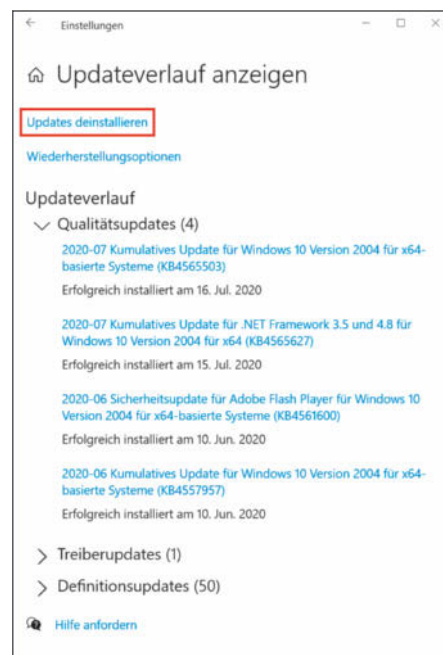 Einstellungen
Updateverlauf anzeigen
Updates deinstallieren
Wiederherstellungsoptionen
Updateverlauf
Qualitätsupdates (4)
2020-07 Kumulatives Update für Windows 10 Version 2004 für x64-
basierte Systeme (KB4565503)
Erfolgreich installiert am 16. Jul. 2020
2020-07 Kumulatives Update für .NET Framework 3.5 und 4.8 für
Windows 10 Version 2004 für x64 (KB4565627)
Erfolgreich installiert am 15. Jul. 2020
2020-06 Sicherheitsupdate für Adobe Flash Player für Windows 10
Version 2004 für x64-basierte Systeme (KB4561600)
Erfolgreich installiert am 10. Jun. 2020
2020-06 Kumulatives Update für Windows 10 Version 2004 für x64-
basierte Systeme (KB4557957)
Erfolgreich installiert am 10. Jun. 2020
Treiberupdates (1)
Definitionsupdates (50)
Hilfe anfordern